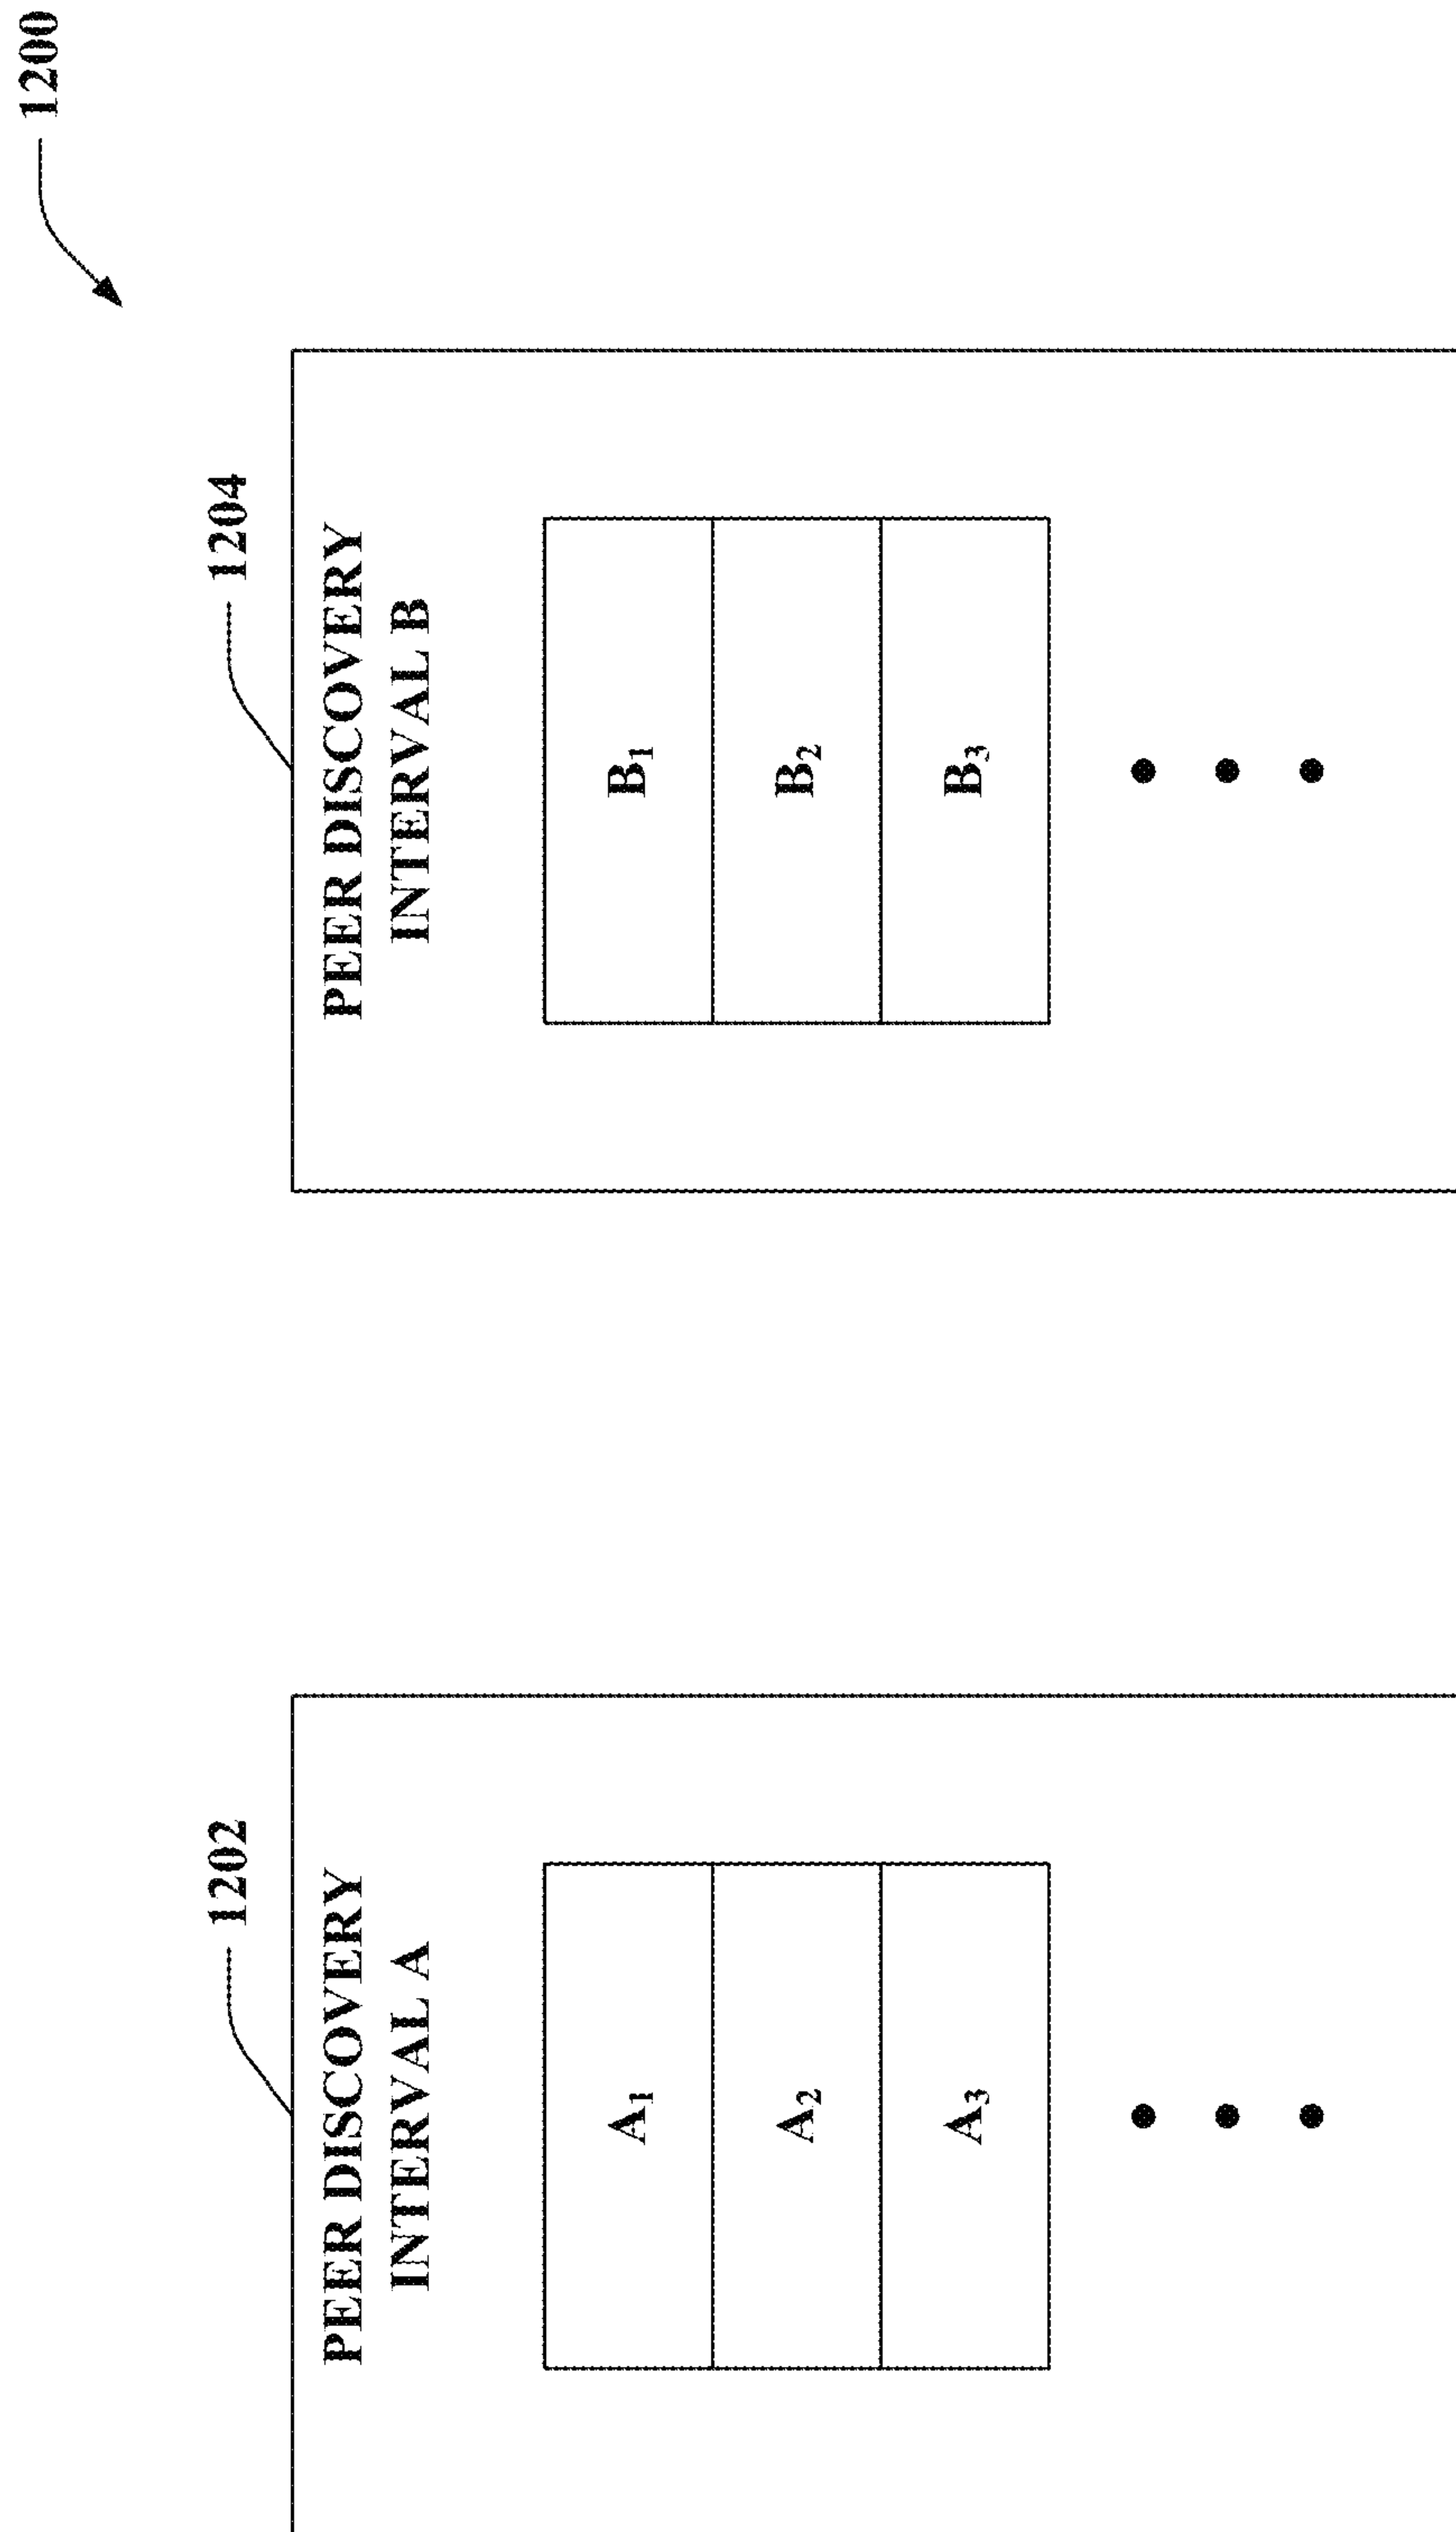 1200
1202
PEER DISCOVERY
INTERVAL A
A₁
A₂
A₃
1204
PEER DISCOVERY
INTERVAL B
B₁
B₂
B₃